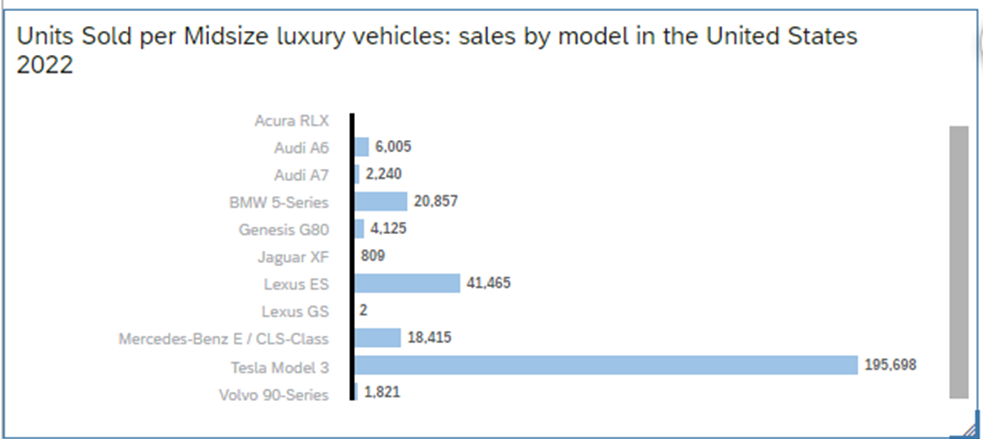 Units Sold per Midsize luxury vehicles: sales by model in the United States
2022
Acura RLX
Audi A6 6,005
Audi A7 2,240
BMW 5-Series 20,857
Genesis G80 4,125
Jaguar XF 809
Lexus ES 41,465
Lexus GS 2
Mercedes-Benz E / CLS-Class 18,415
Tesla Model 3 195,698
Volvo 90-Series 1,821